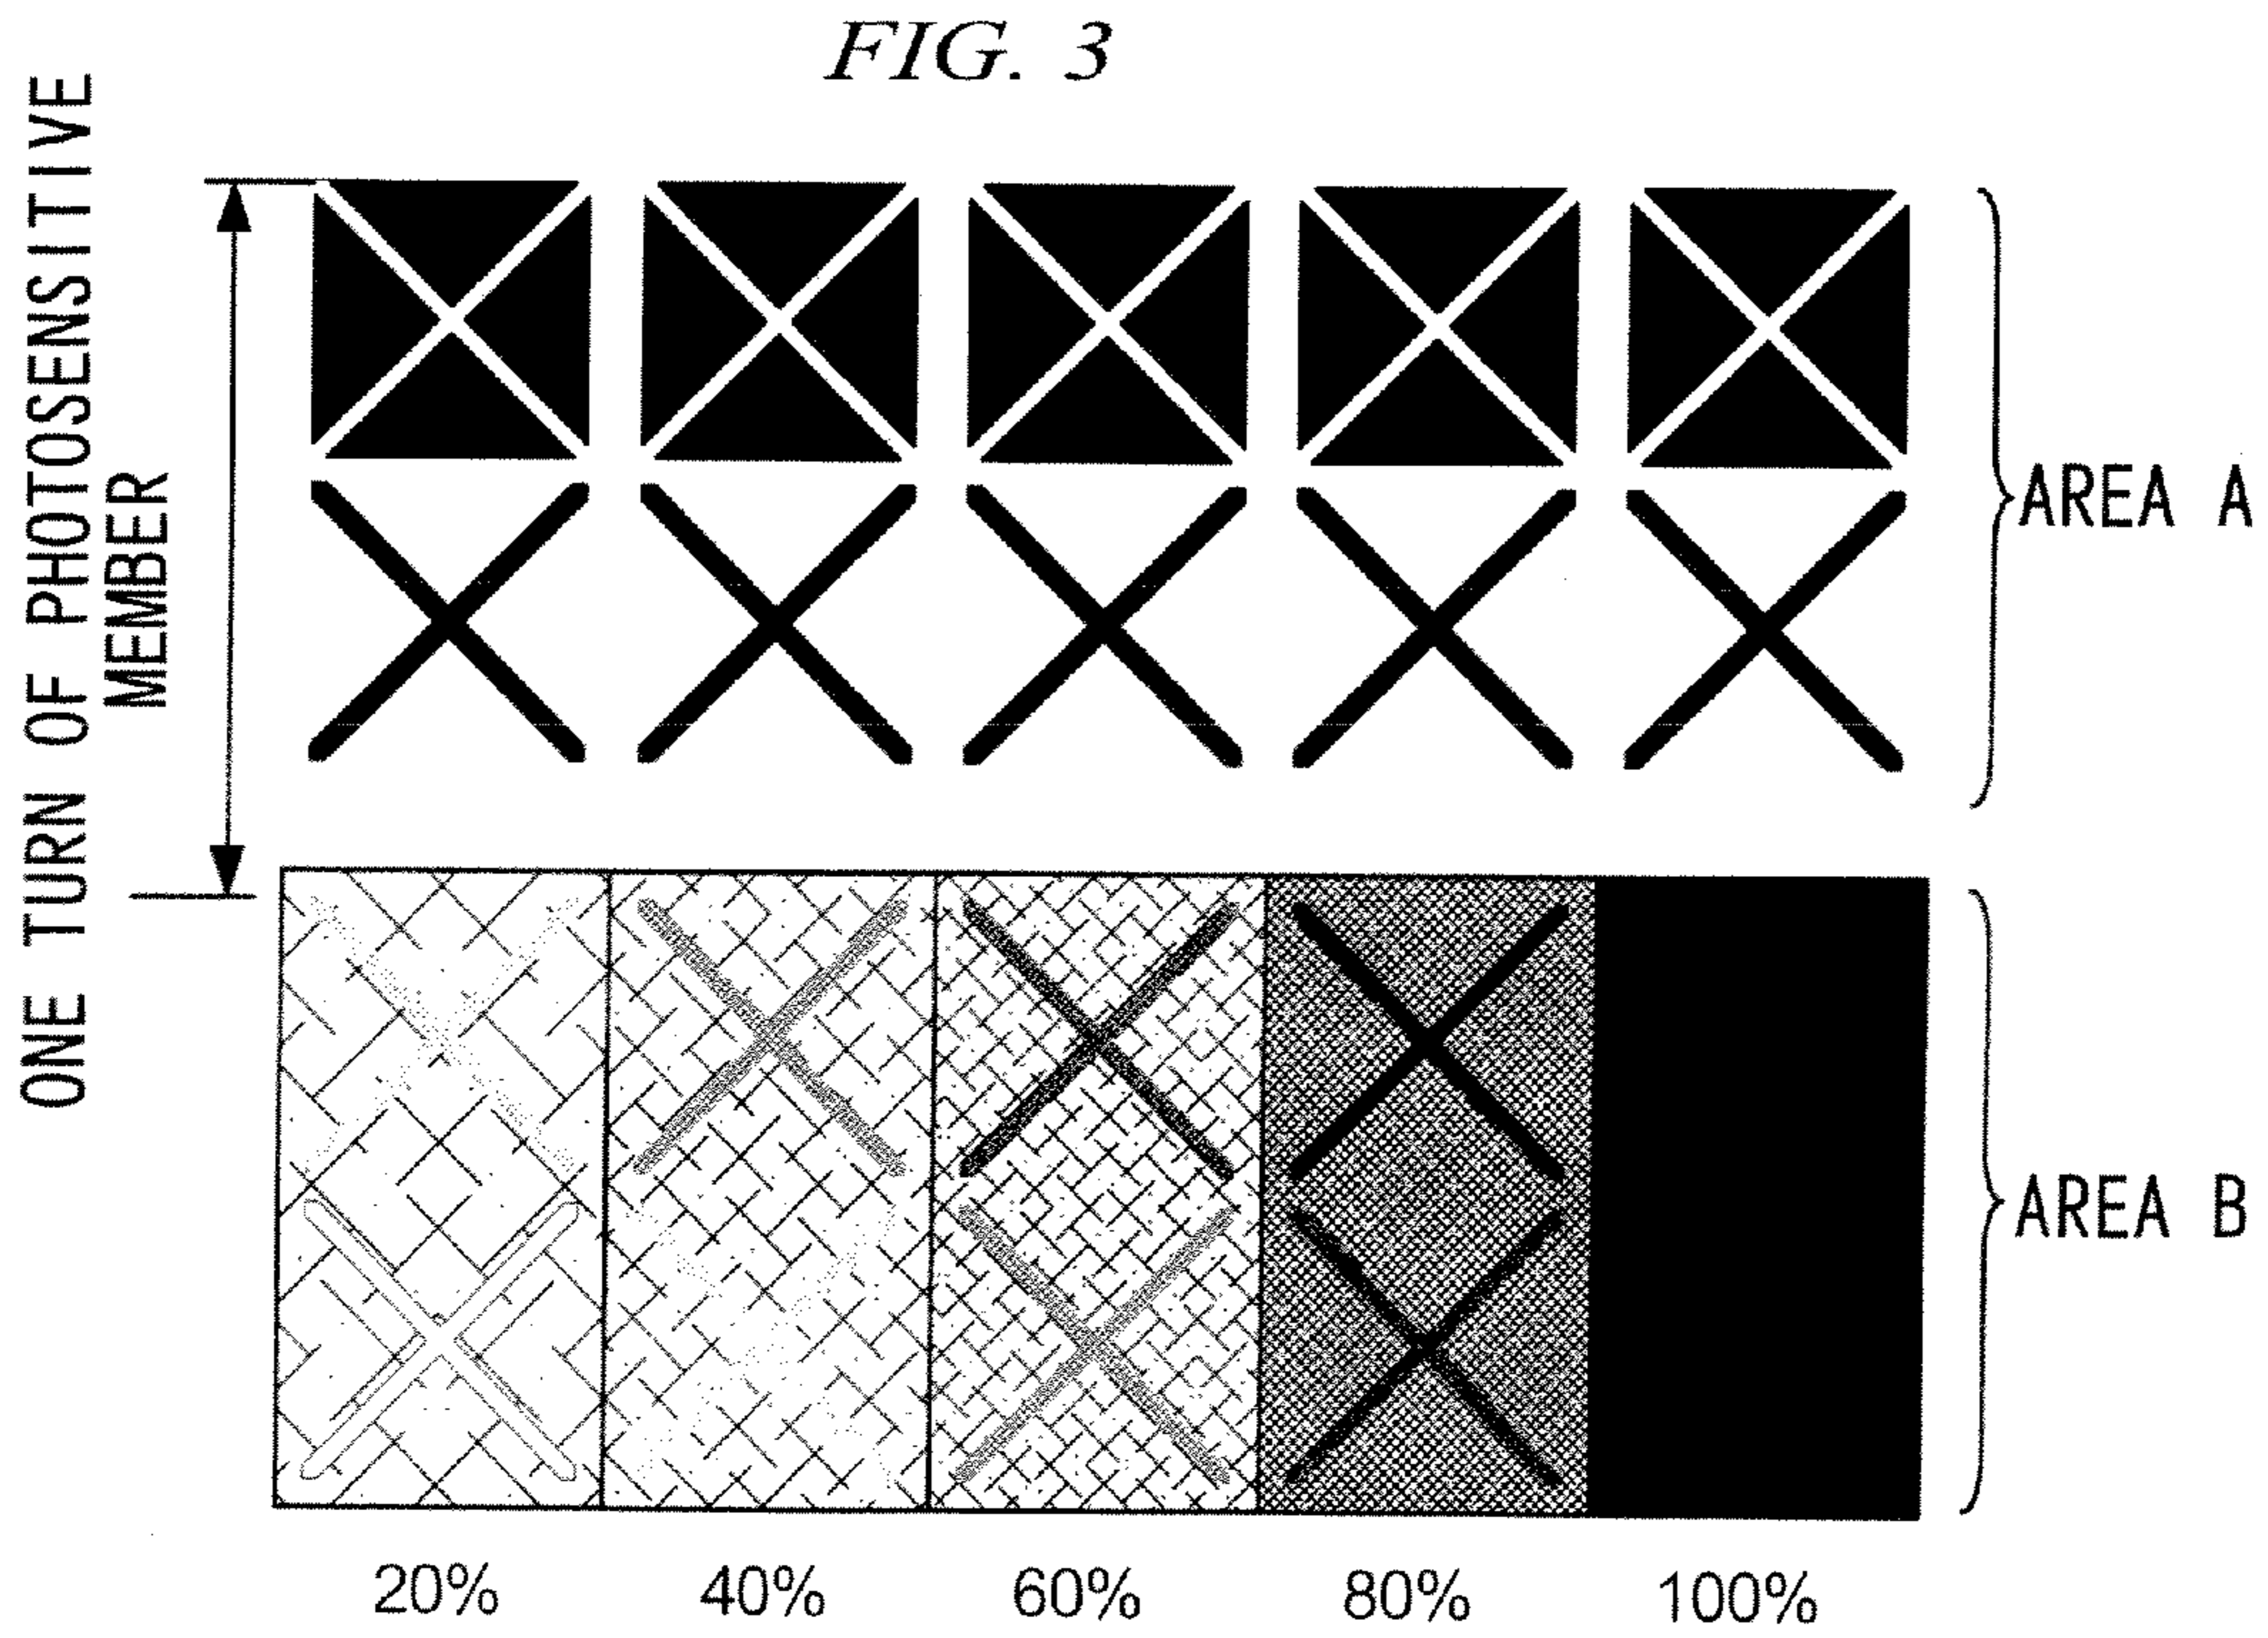 FIG. 3
ONE TURN OF PHOTOSENSITIVE
MEMBER
AREA A
AREA B
20% 40% 60% 80% 100%